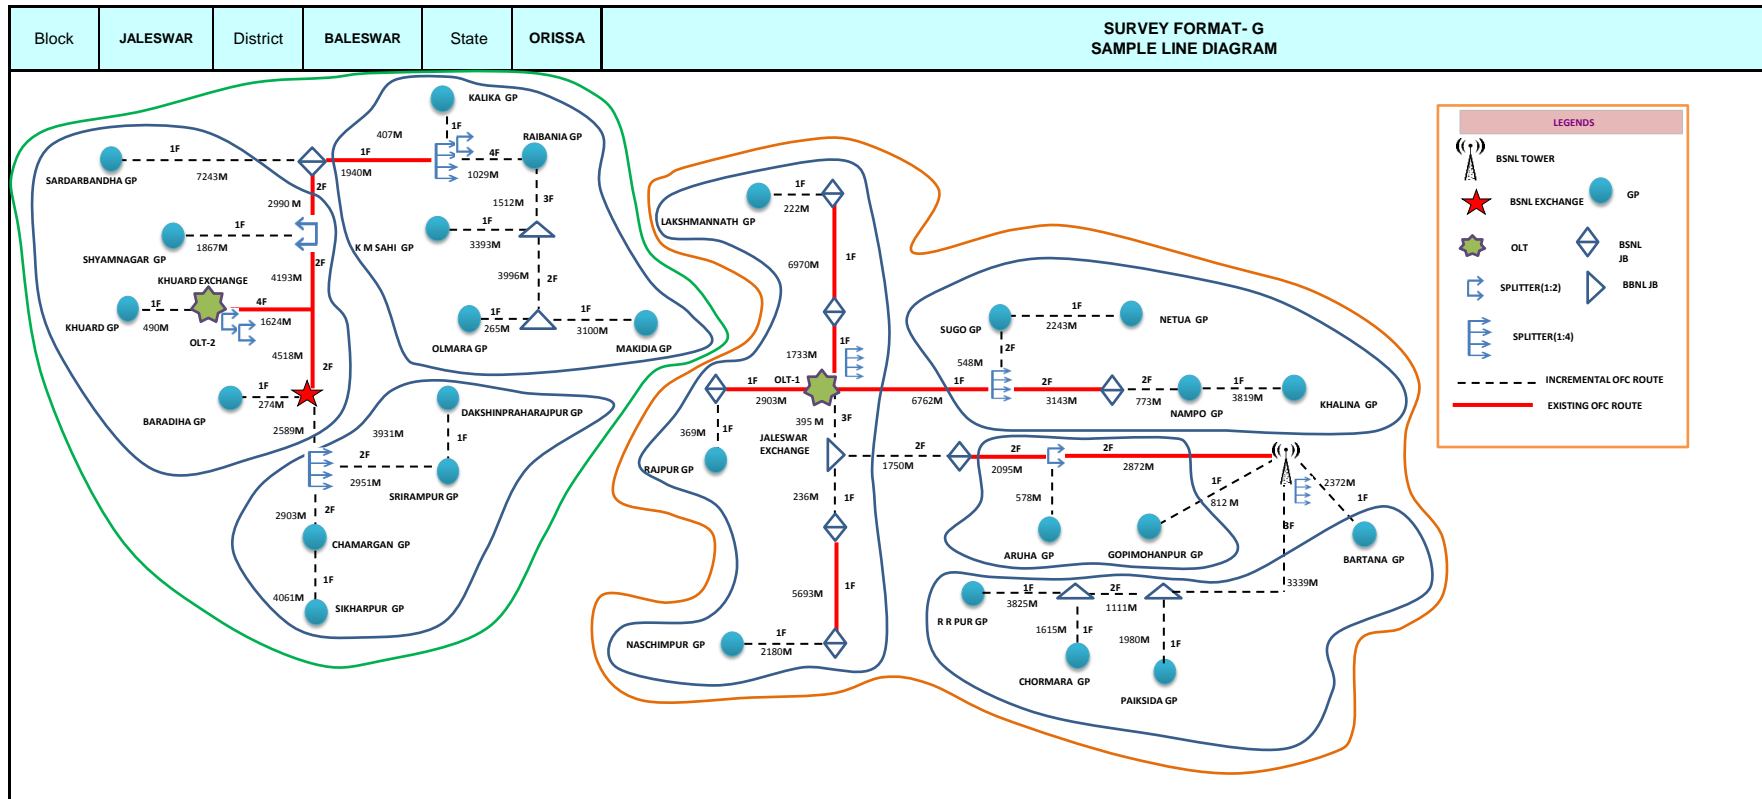 Block JALESWAR District BALESWAR State ORISSA
SURVEY FORMAT- G
SAMPLE LINE DIAGRAM
KALIKA GP
1F
407M
RAIBANIA GP
1F
SARDARBANDHA GP
7243M
1F
1940M
4F
1029M
2F
2990 M
1512M
3F
1F
SHYAMNAGAR GP
1867M
K M SAHI GP
1F
3393M
2F
4193M
3996M
2F
KHUARD EXCHANGE
1F
KHUARD GP
490M
4F
1624M
OLT-2
4518M
2F
1F
265M
OLMARA GP
1F
3100M
MAKIDIA GP
1F
274M
BARADIHA GP
2589M
DAKSHINPRAHARAJPUR GP
3931M
1F
2F
2951M
SRIRAMPUR GP
2903M
2F
CHAMARGAN GP
1F
4061M
SIKHARPUR GP
1F
222M
LAKSHMANNATH GP
6970M
1F
1733M
1F
OLT-1
1F
2903M
1F
6762M
395 M
3F
JALESWAR
EXCHANGE
369M
1F
RAJPUR GP
236M
1F
5693M
1F
NASCHIMPUR GP
1F
2180M
SUGO GP
1F
2243M
NETUA GP
2F
548M
2F
3143M
2F
773M
NAMPO GP
1F
3819M
KHALINA GP
2F
1750M
2F
2095M
2F
2872M
578M
ARUHA GP
1F
812 M
GOPIMOHANPUR GP
2372M
1F
BARTANA GP
3F
3339M
R R PUR GP
1F
3825M
2F
1111M
1615M
1F
CHORMARA GP
1980M
1F
PAIKSIDA GP
LEGENDS
BSNL TOWER
BSNL EXCHANGE
GP
OLT
BSNL
JB
SPLITTER(1:2)
BBNL JB
SPLITTER(1:4)
INCREMENTAL OFC ROUTE
EXISTING OFC ROUTE